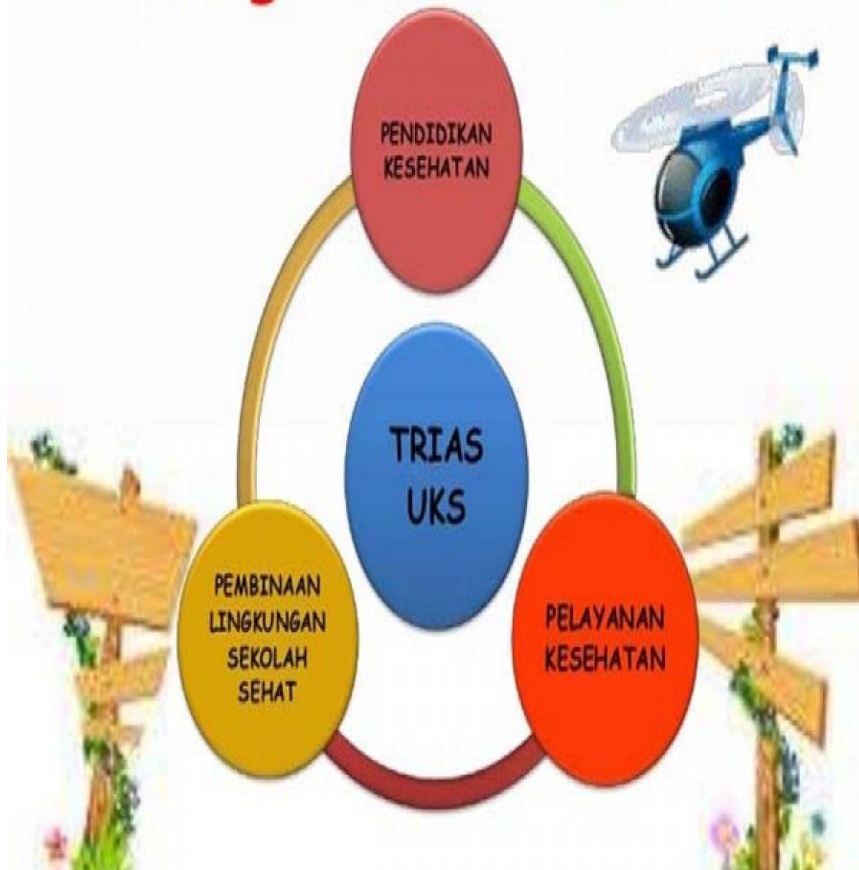 PENDIDIKAN
KESEHATAN
TRIAS
UKS
PEMBINAAN
LINGKUNGAN
SEKOLAH
SEHAT
PELAYANAN
KESEHATAN